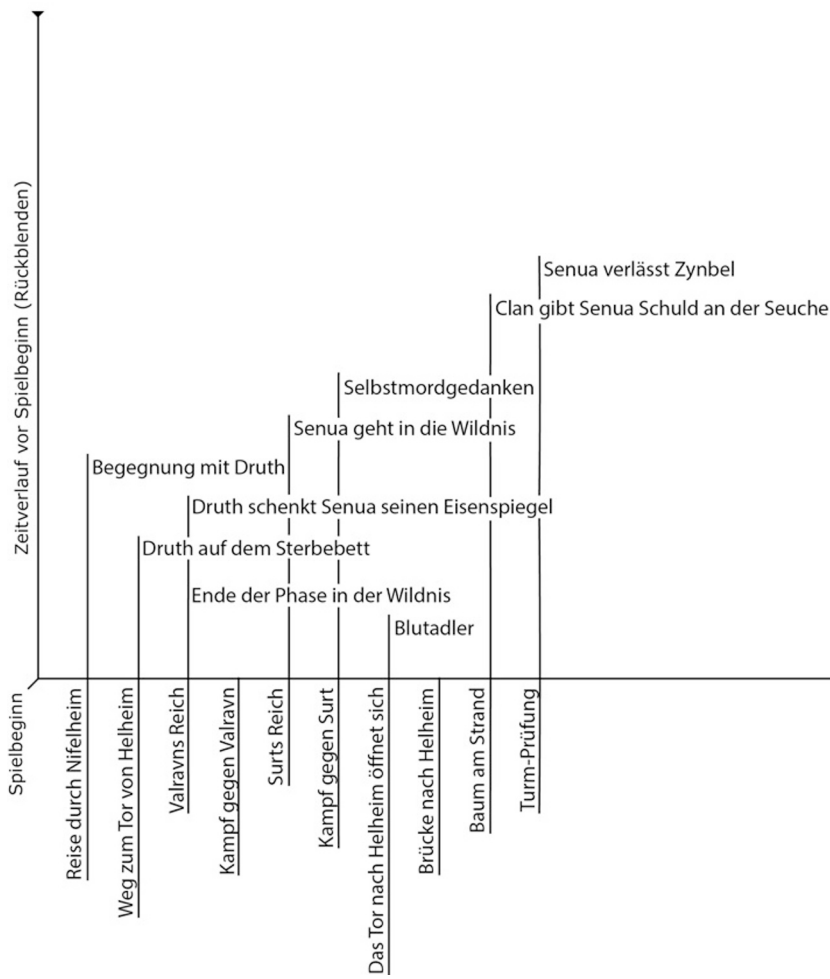 Zeitverlauf vor Spielbeginn (Rückblenden)
Senua verlässt Zynbel
Clan gibt Senua Schuld an der Seuche
Selbstmordgedanken
Senua geht in die Wildnis
Begegnung mit Druth
Druth schenkt Senua seinen Eisenspiegel
Druth auf dem Sterbebett
Ende der Phase in der Wildnis
Blutadler
Spielbeginn
Reise durch Nifelheim
Weg zum Tor von Helheim
Valravns Reich
Kampf gegen Valravn
Surts Reich
Kampf gegen Surt
Das Tor nach Helheim öffnet sich
Brücke nach Helheim
Baum am Strand
Turm-Prüfung